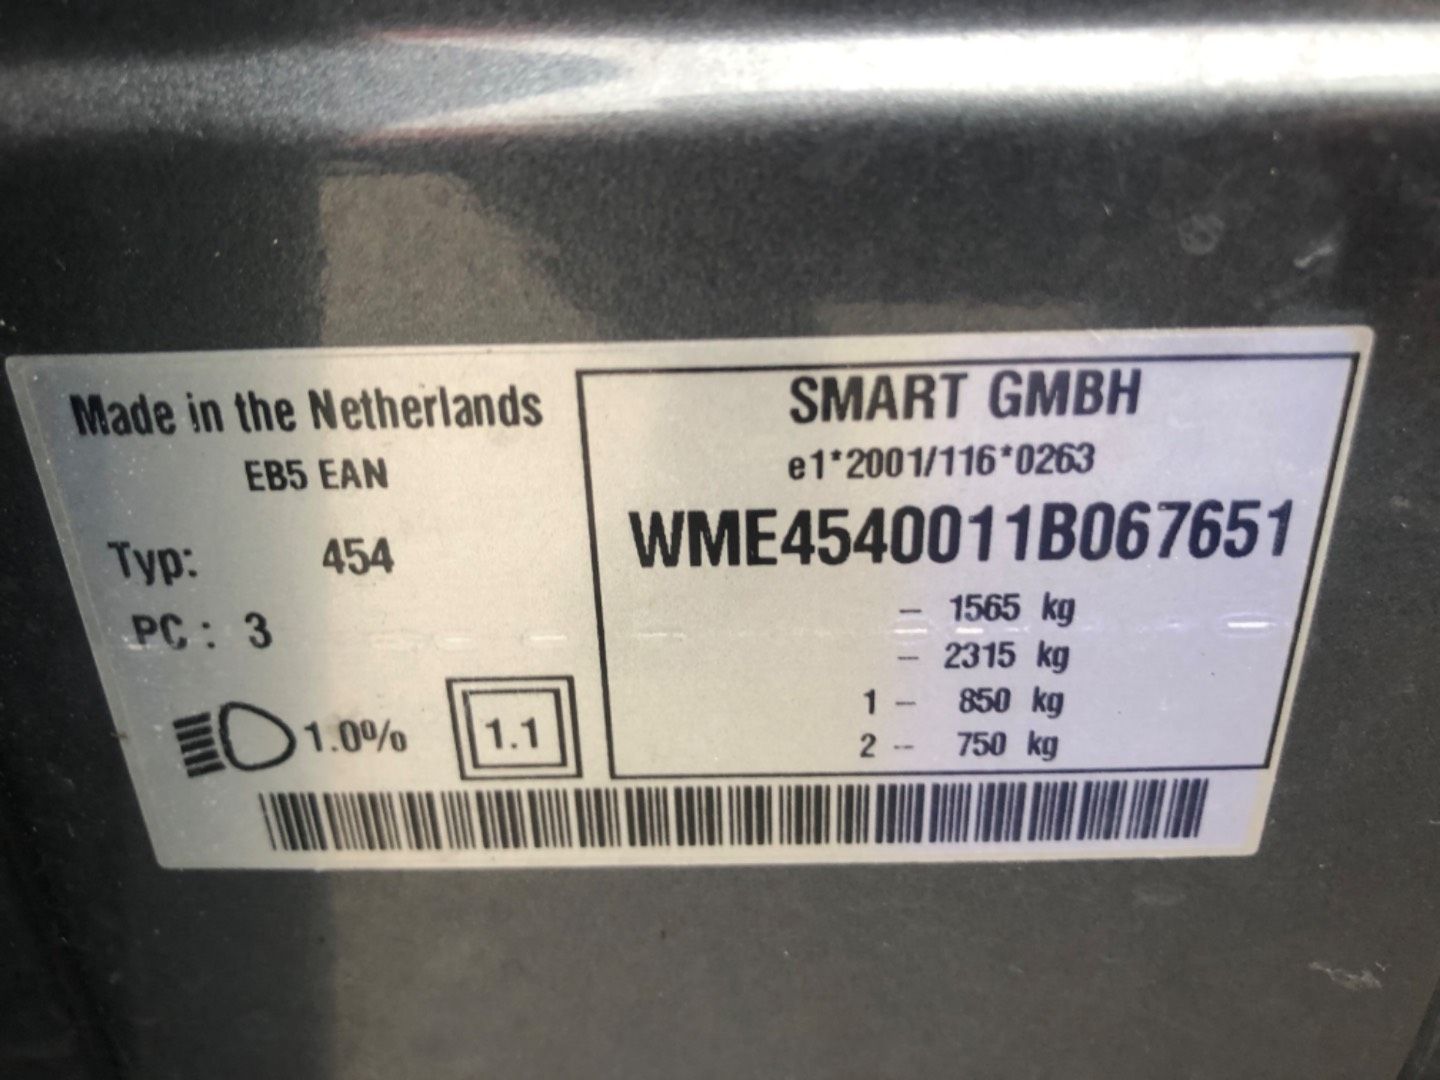 Made in the Netherlands
EB5 EAN
Typ: 454
PC : 3
1.0%
1.1
SMART GMBH
e1*2001/116*0263
WME4540011B067651
- 1565 kg
- 2315 kg
1 - 850 kg
2 -- 750 kg